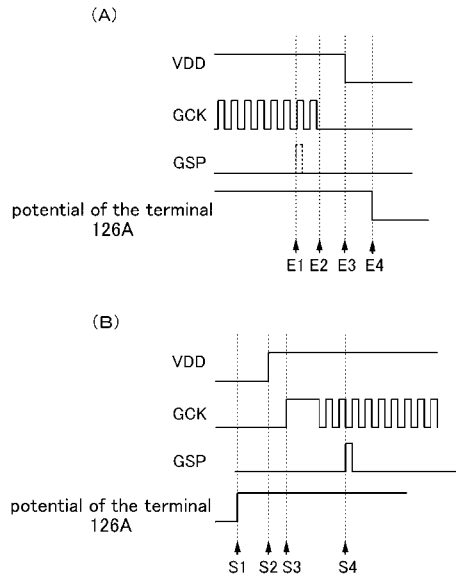 (A)
VDD
GCK
GSP
potential of the terminal
126A
E1 E2 E3 E4
(B)
VDD
GCK
GSP
potential of the terminal
126A
S1 S2 S3 S4